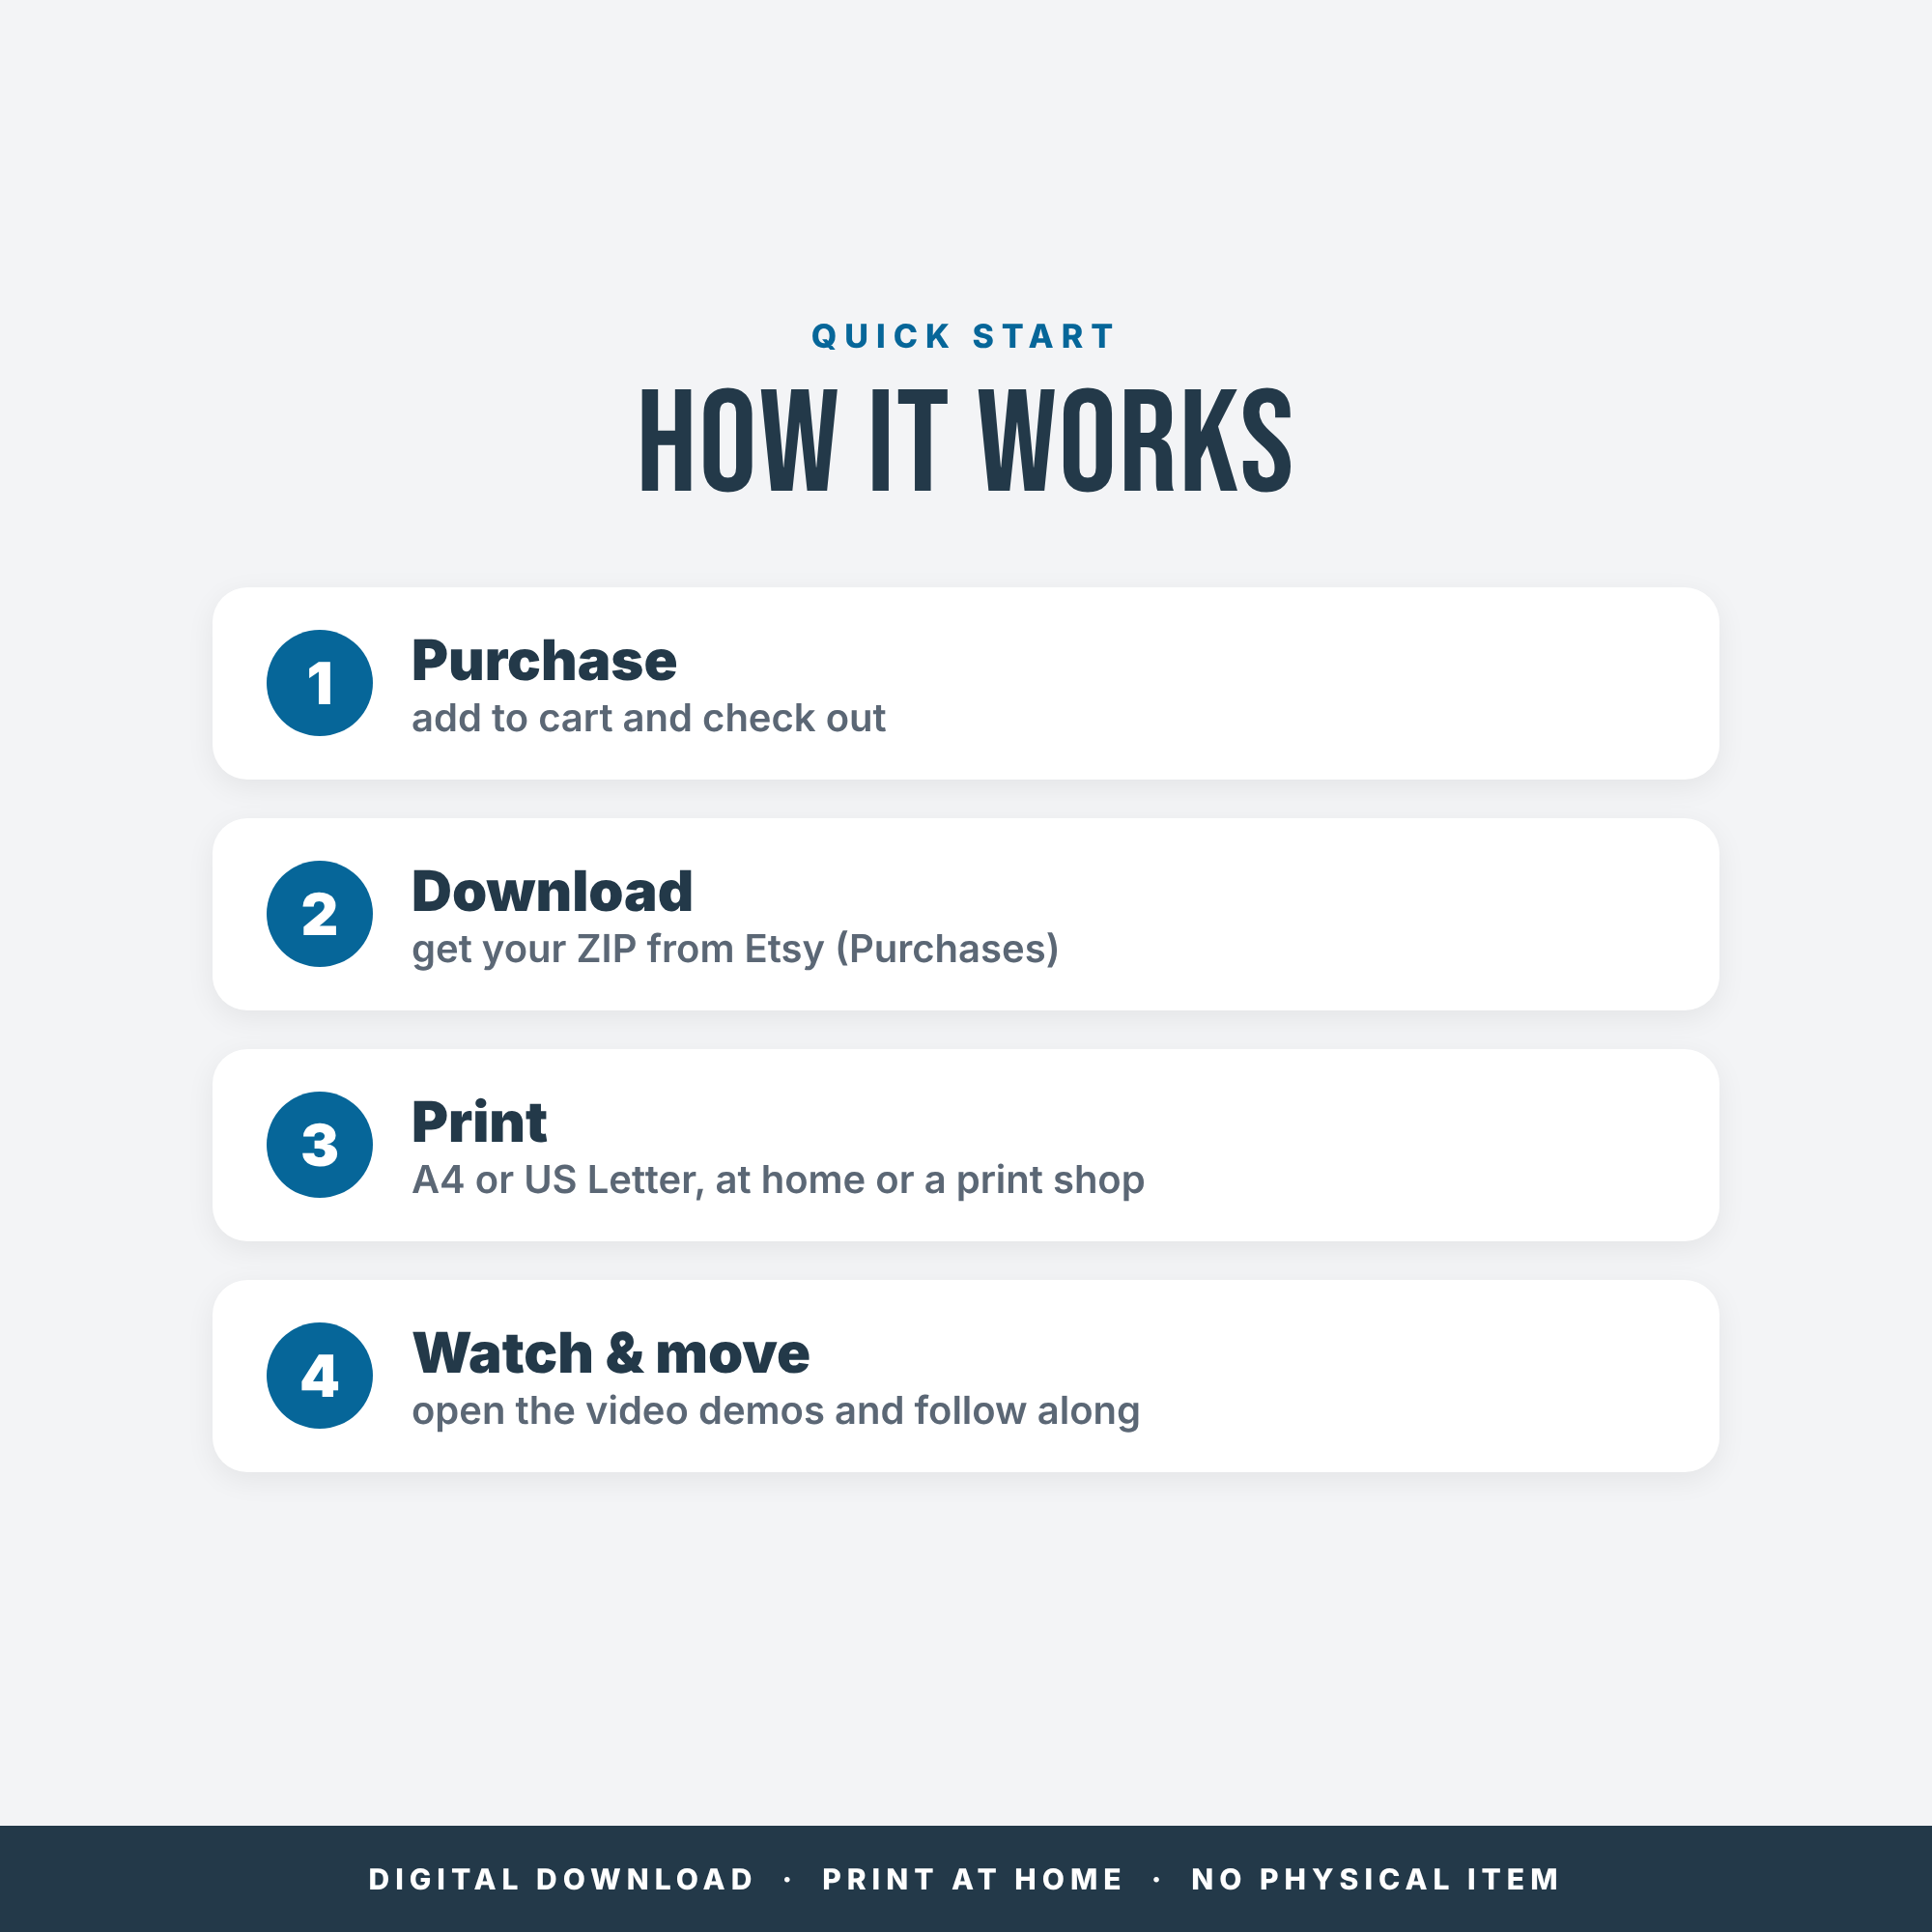 QUICK START
HOW IT WORKS
1
Purchase
add to cart and check out
2
Download
get your ZIP from Etsy (Purchases)
3
Print
A4 or US Letter, at home or a print shop
4
Watch & move
open the video demos and follow along
DIGITAL DOWNLOAD · PRINT AT HOME · NO PHYSICAL ITEM